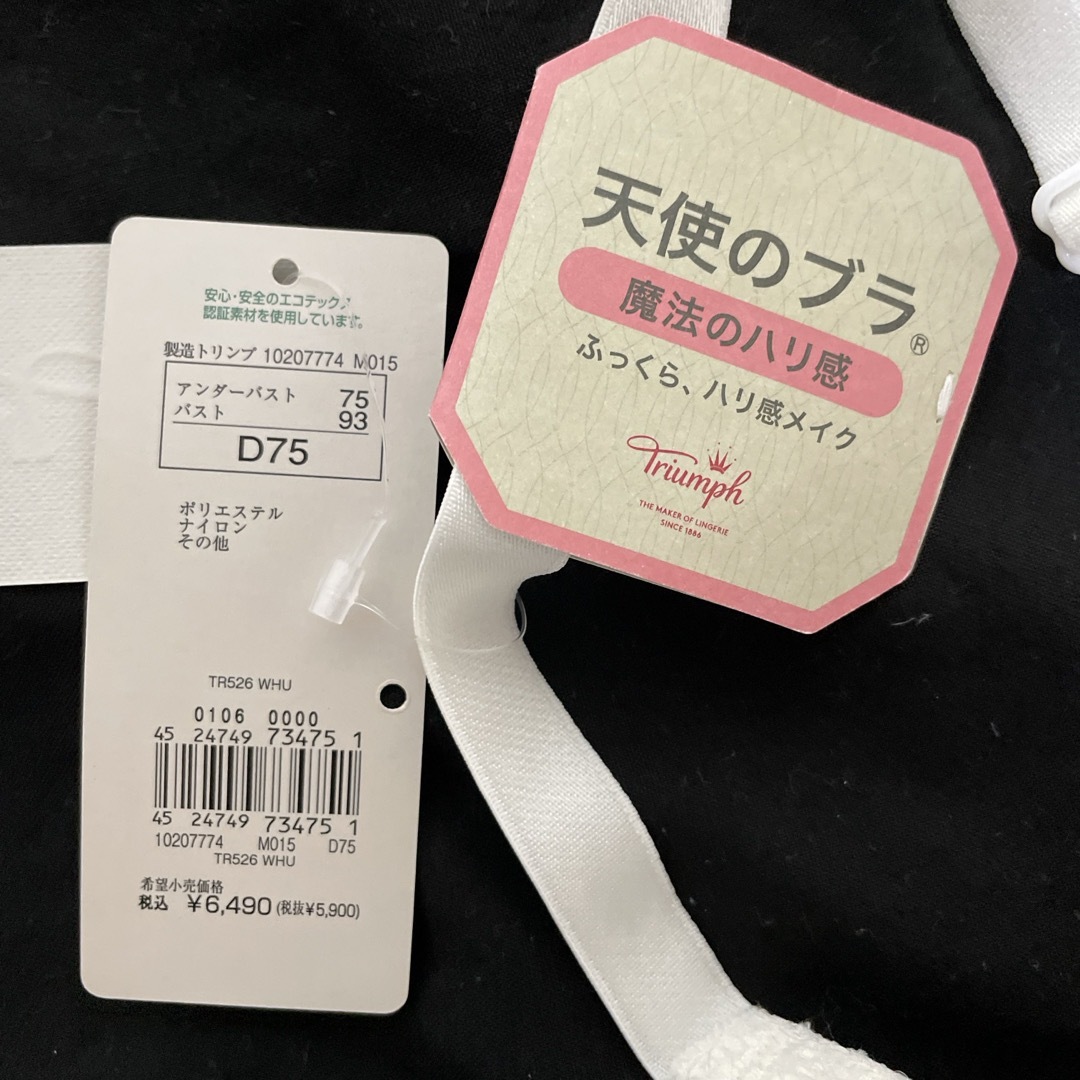 安心・安全のエコテックス
認証素材を使用しています。
製造トリンプ 10207774 M015
アンダーバスト 75
バスト 93
D75
ポリエステル
ナイロン
その他
TR526 WHU
0106 0000
45 24749 73475 1
45 24749 73475 1
10207774 M015 D75
TR526 WHU
希望小売価格
税込 ¥6,490 (税抜¥5,900)
天使のブラ®
魔法のハリ感
ふっくら、ハリ感メイク
Triumph
THE MAKER OF LINGERIE
SINCE 1886